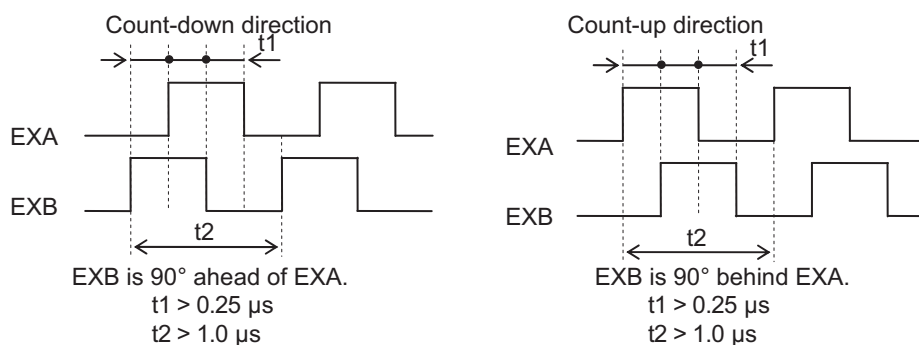 Count-down direction
t1
EXA
EXB
t2
EXB is 90° ahead of EXA.
t1 > 0.25 µs
t2 > 1.0 µs
Count-up direction
t1
EXA
EXB
t2
EXB is 90° behind EXA.
t1 > 0.25 µs
t2 > 1.0 µs